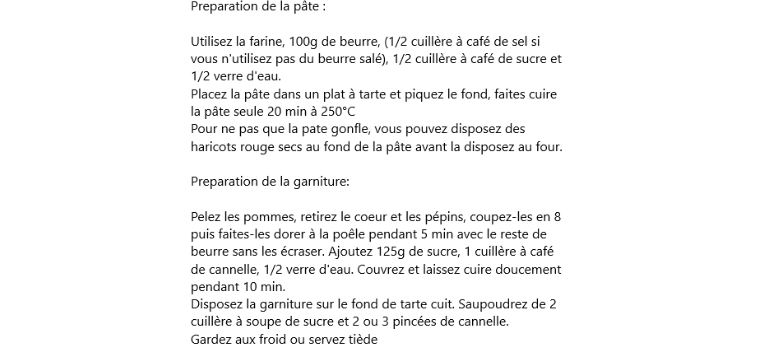 Preparation de la pâte :
Utilisez la farine, 100g de beurre, (1/2 cuillère à café de sel si
vous n'utilisez pas du beurre salé), 1/2 cuillère à café de sucre et
1/2 verre d'eau.
Placez la pâte dans un plat à tarte et piquez le fond, faites cuire
la pâte seule 20 min à 250°C
Pour ne pas que la pate gonfle, vous pouvez disposez des
haricots rouge secs au fond de la pâte avant la disposez au four.
Preparation de la garniture:
Pelez les pommes, retirez le coeur et les pépins, coupez-les en 8
puis faites-les dorer à la poêle pendant 5 min avec le reste de
beurre sans les écraser. Ajoutez 125g de sucre, 1 cuillère à café
de cannelle, 1/2 verre d'eau. Couvrez et laissez cuire doucement
pendant 10 min.
Disposez la garniture sur le fond de tarte cuit. Saupoudrez de 2
cuillère à soupe de sucre et 2 ou 3 pincées de cannelle.
Gardez aux froid ou servez tiède